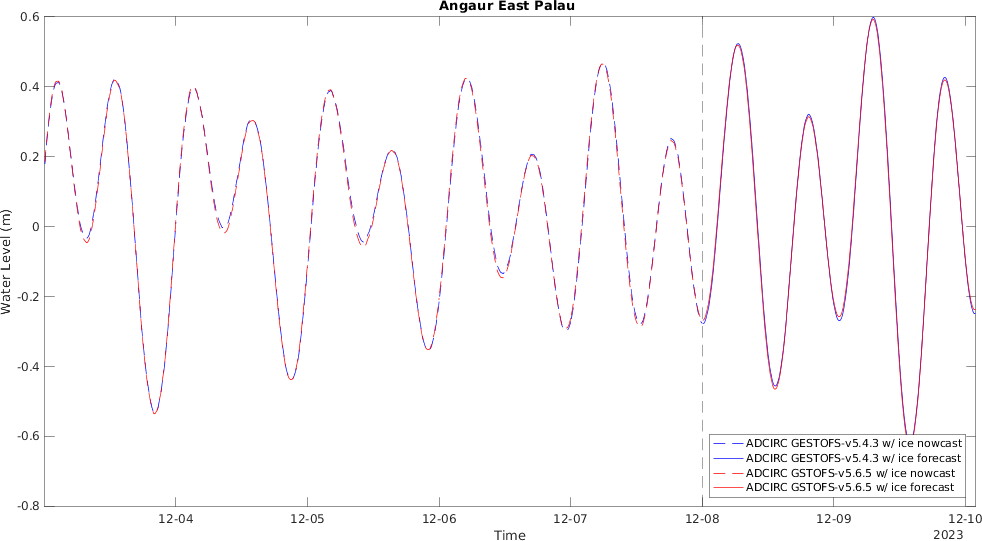 Angaur East Palau
0.6
0.4
0.2
0
-0.2
-0.4
-0.6
-0.8
Water Level (m)
12-04
12-05
12-06
12-07
12-08
12-09
12-10
Time
2023
ADCIRC GESTOFS-v5.4.3 w/ ice nowcast
ADCIRC GESTOFS-v5.4.3 w/ ice forecast
ADCIRC GSTOFS-v5.6.5 w/ ice nowcast
ADCIRC GSTOFS-v5.6.5 w/ ice forecast